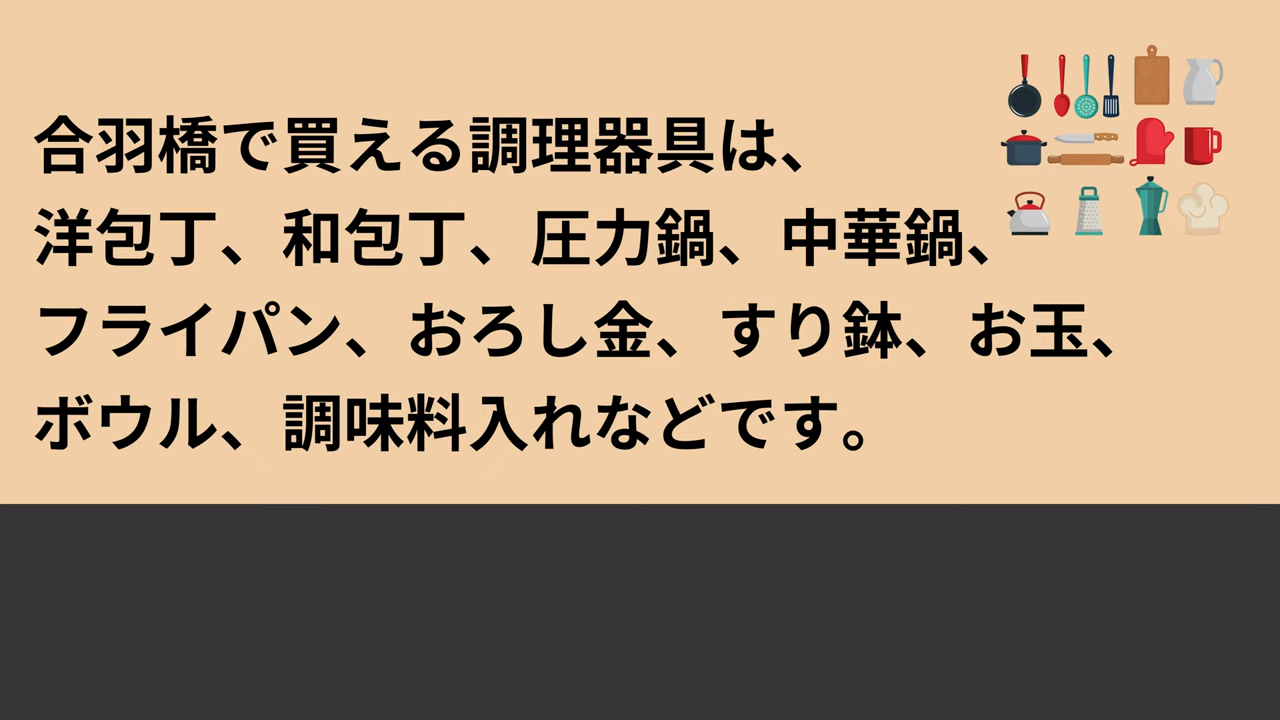 合羽橋で買える調理器具は、
洋包丁、和包丁、圧力鍋、中華鍋、
フライパン、おろし金、すり鉢、お玉、
ボウル、調味料入れなどです。